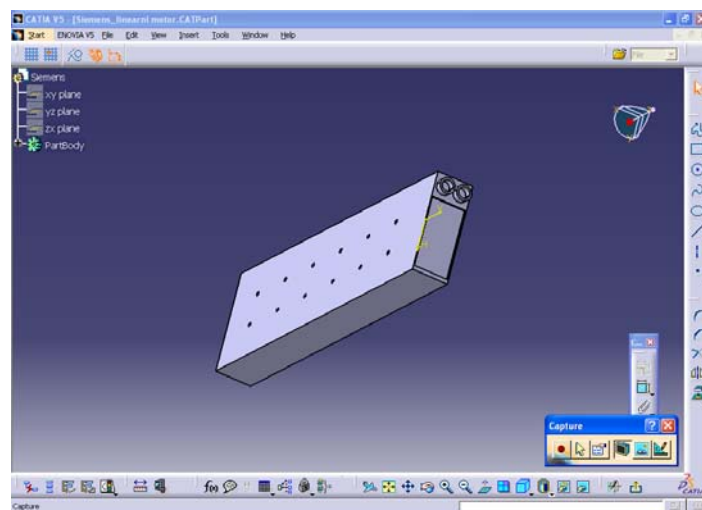 CATIA V5 - [Siemens_linearni motor.CATPart]
Start ENOVIA V5 File Edit View Insert Tools Window Help
Siemens
xy plane
yz plane
zx plane
PartBody
Capture
f(x)
CATIA
Capture